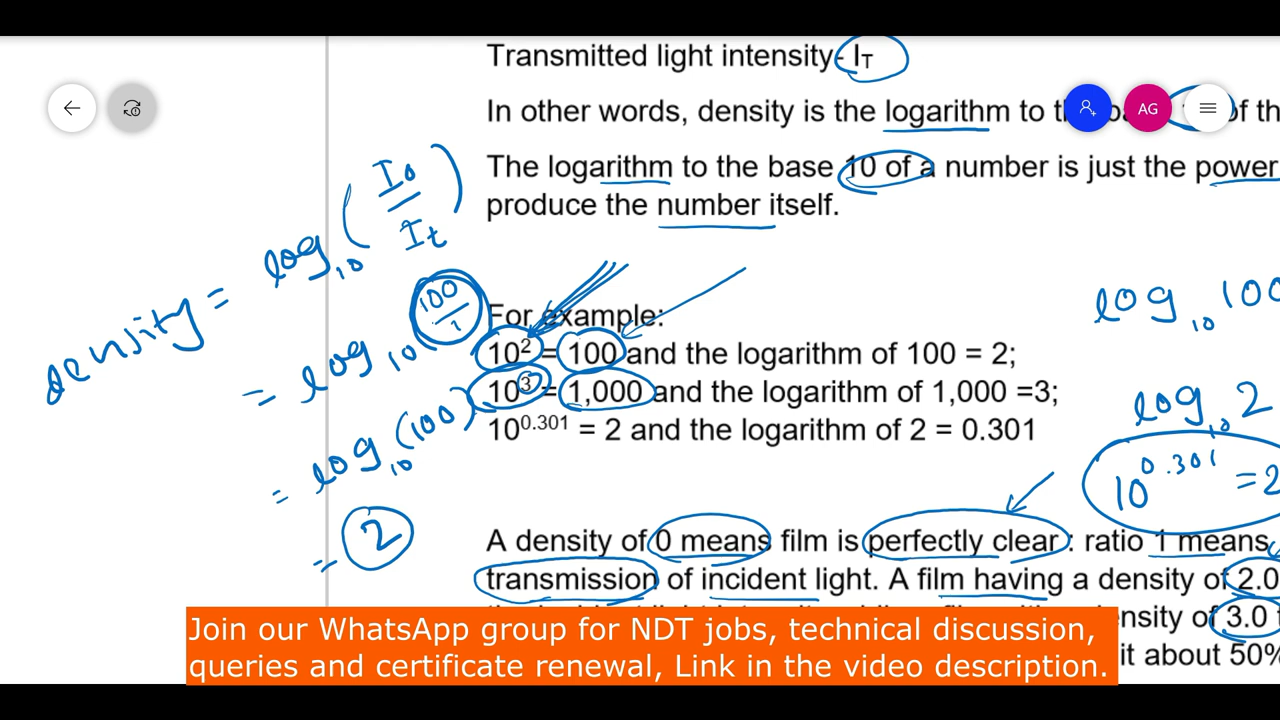 Transmitted light intensity- I_T
In other words, density is the logarithm to of th
AG
The logarithm to the base 10 of a number is just the power
produce the number itself.
density = log₁₀ (I₀/I_t)
= log₁₀ 100/1
= log₁₀(100)
= 2
For example:
10² = 100 and the logarithm of 100 = 2;
10³ = 1,000 and the logarithm of 1,000 =3;
10^0.301 = 2 and the logarithm of 2 = 0.301
log₁₀ 100
log₁₀ 2
10^0.301 = 2
A density of 0 means film is perfectly clear : ratio 1 means
transmission of incident light. A film having a density of 2.0
density of 3.0
it about 50%
Join our WhatsApp group for NDT jobs, technical discussion,
queries and certificate renewal, Link in the video description.